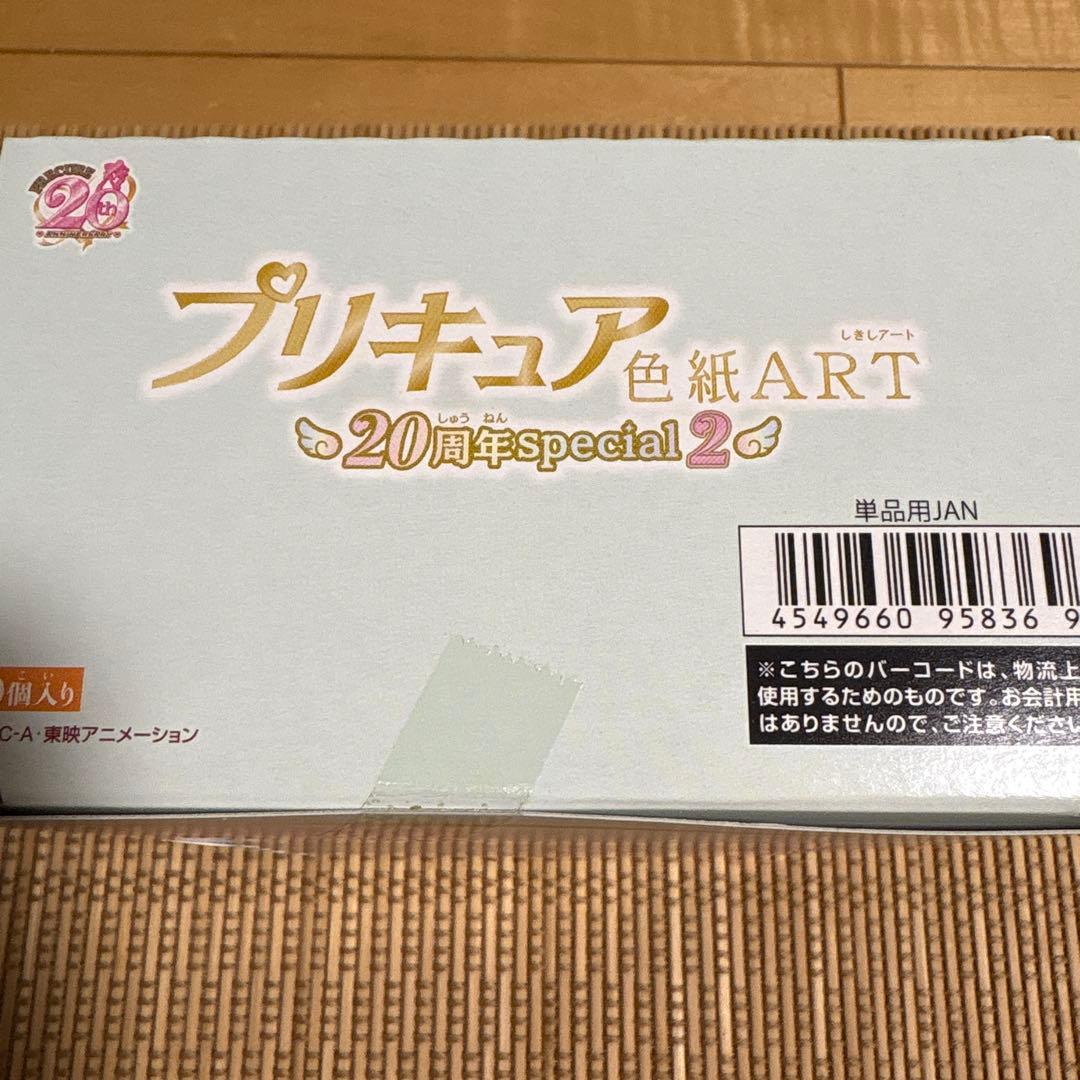 PRECURE
20th
ANNIVERSARY
プリキュア
しきしアート
色紙ART
しゅうねん
20周年special2
単品用JAN
4549660 95836 9
※こちらのバーコードは、物流上
使用するためのものです。お会計用
はありませんので、ご注意くださ
こい
個入り
C-A・東映アニメーション